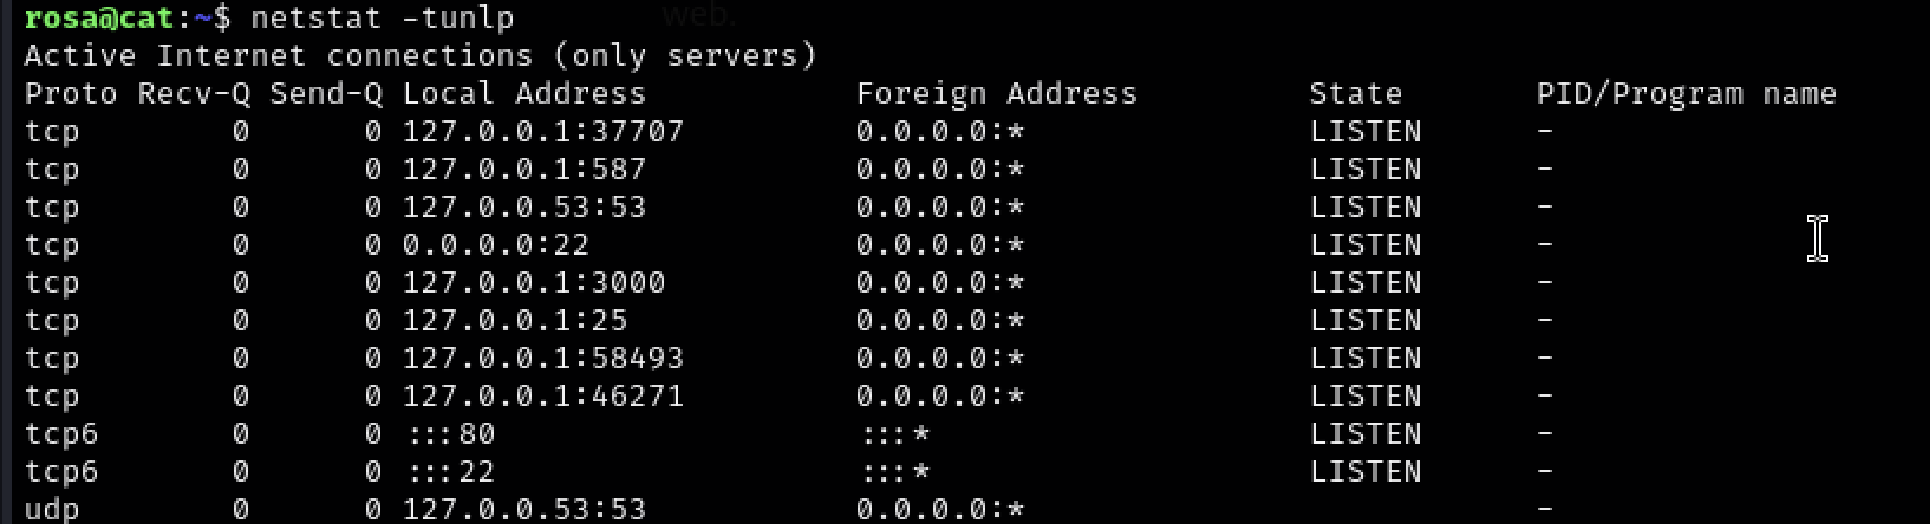 web.
rosa@cat:~$ netstat -tunlp
Active Internet connections (only servers)
Proto Recv-Q Send-Q Local Address           Foreign Address         State       PID/Program name
tcp        0      0 127.0.0.1:37707         0.0.0.0:*               LISTEN      -
tcp        0      0 127.0.0.1:587           0.0.0.0:*               LISTEN      -
tcp        0      0 127.0.0.53:53           0.0.0.0:*               LISTEN      -
tcp        0      0 0.0.0.0:22              0.0.0.0:*               LISTEN      -
tcp        0      0 127.0.0.1:3000          0.0.0.0:*               LISTEN      -
tcp        0      0 127.0.0.1:25            0.0.0.0:*               LISTEN      -
tcp        0      0 127.0.0.1:58493         0.0.0.0:*               LISTEN      -
tcp        0      0 127.0.0.1:46271         0.0.0.0:*               LISTEN      -
tcp6       0      0 :::80                   :::*                    LISTEN      -
tcp6       0      0 :::22                   :::*                    LISTEN      -
udp        0      0 127.0.0.53:53           0.0.0.0:*                           -